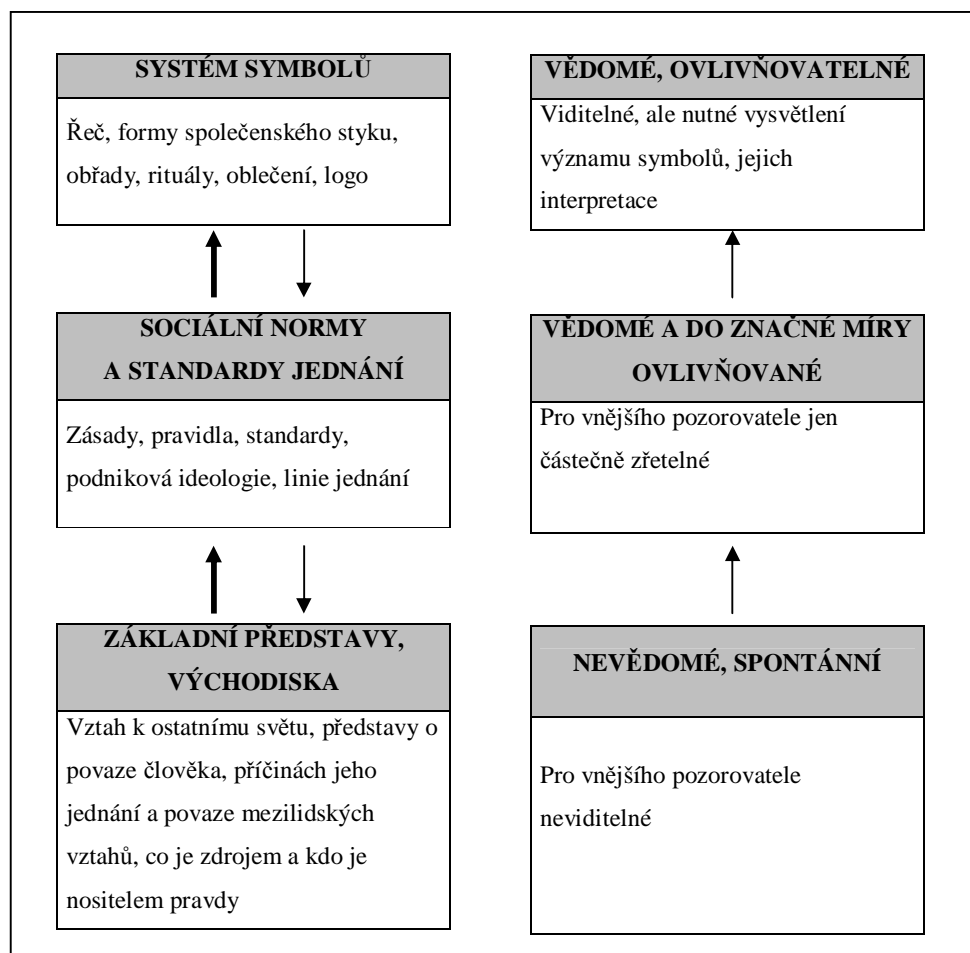 SYSTÉM SYMBOLŮ
Řeč, formy společenského styku,
obřady, rituály, oblečení, logo
VĚDOMÉ, OVLIVŇOVATELNÉ
Viditelné, ale nutné vysvětlení
významu symbolů, jejich
interpretace
SOCIÁLNÍ NORMY
A STANDARDY JEDNÁNÍ
Zásady, pravidla, standardy,
podniková ideologie, linie jednání
VĚDOMÉ A DO ZNAČNÉ MÍRY
OVLIVŇOVANÉ
Pro vnějšího pozorovatele jen
částečně zřetelné
ZÁKLADNÍ PŘEDSTAVY,
VÝCHODISKA
Vztah k ostatnímu světu, představy o
povaze člověka, příčinách jeho
jednání a povaze mezilidských
vztahů, co je zdrojem a kdo je
nositelem pravdy
NEVĚDOMÉ, SPONTÁNNÍ
Pro vnějšího pozorovatele
neviditelné